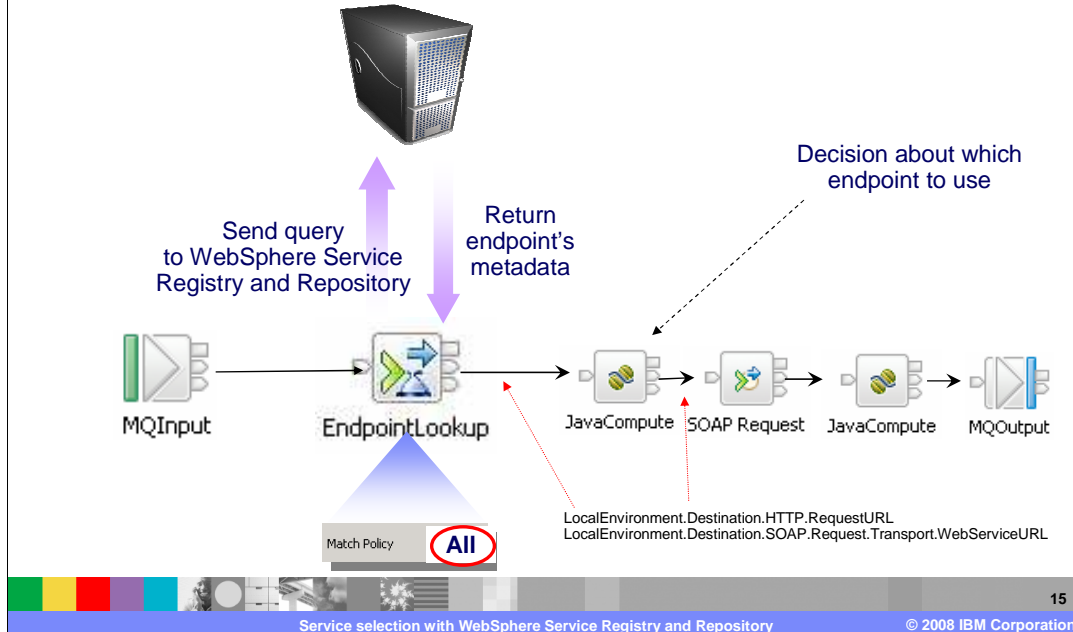 Decision about which
endpoint to use
Send query
to WebSphere Service
Registry and Repository
Return
endpoint's
metadata
MQInput
EndpointLookup
JavaCompute
SOAP Request
JavaCompute
MQOutput
Match Policy
All
LocalEnvironment.Destination.HTTP.RequestURL
LocalEnvironment.Destination.SOAP.Request.Transport.WebServiceURL
15
Service selection with WebSphere Service Registry and Repository
© 2008 IBM Corporation